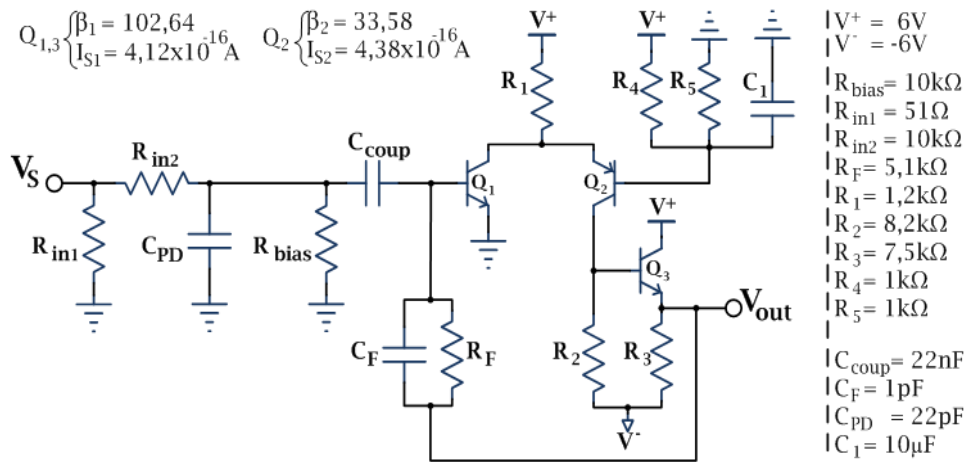 Q1,3 { β1 = 102,64
IS1 = 4,12x10^-16 A
Q2 { β2 = 33,58
IS2 = 4,38x10^-16 A
V+
V+
R1
R4
R5
C1
VS
Rin2
Ccoup
Q1
Q2
V+
Rin1
CPD
Rbias
Q3
Vout
CF
RF
R2
R3
V-
V+ = 6V
V- = -6V
Rbias= 10kΩ
Rin1 = 51Ω
Rin2 = 10kΩ
RF = 5,1kΩ
R1 = 1,2kΩ
R2 = 8,2kΩ
R3 = 7,5kΩ
R4 = 1kΩ
R5 = 1kΩ
Ccoup= 22nF
CF = 1pF
CPD = 22pF
C1 = 10µF